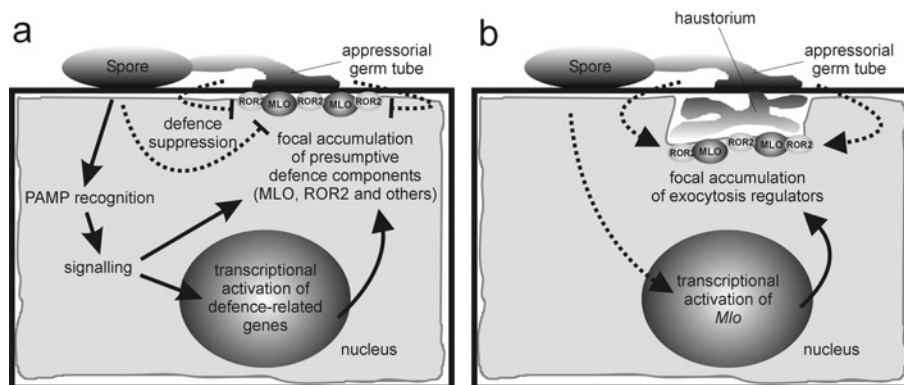 a
Spore
appressorial
germ tube
ROR2 MLO ROR2 MLO ROR2
defence
suppression
focal accumulation
of presumptive
defence components
(MLO, ROR2 and others)
PAMP recognition
signalling
transcriptional
activation of
defence-related
genes
nucleus
b
haustorium
Spore
appressorial
germ tube
ROR2 MLO ROR2 MLO ROR2
focal accumulation
of exocytosis regulators
transcriptional
activation of
Mlo
nucleus